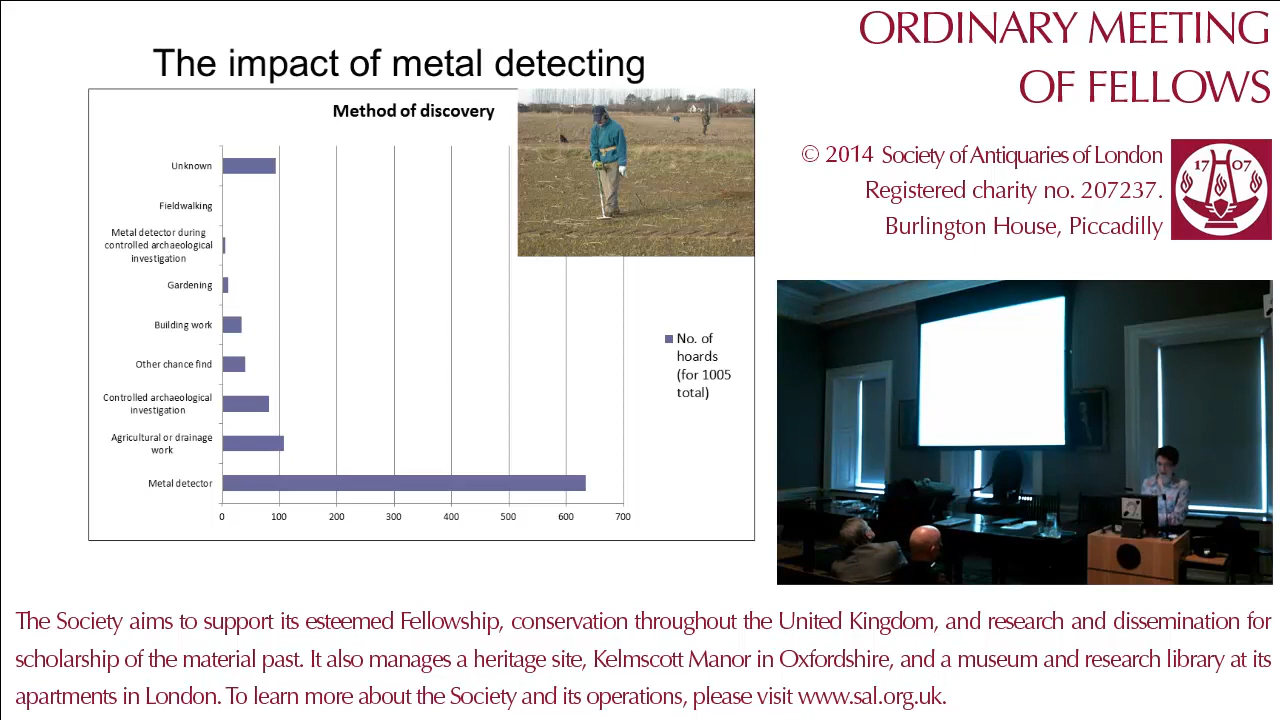 The impact of metal detecting
Method of discovery
Unknown
Fieldwalking
Metal detector during
controlled archaeological
investigation
Gardening
Building work
Other chance find
Controlled archaeological
investigation
Agricultural or drainage
work
Metal detector
0 100 200 300 400 500 600 700
No. of
hoards
(for 1005
total)
ORDINARY MEETING
OF FELLOWS
© 2014 Society of Antiquaries of London
Registered charity no. 207237.
Burlington House, Piccadilly
17 07
The Society aims to support its esteemed Fellowship, conservation throughout the United Kingdom, and research and dissemination for
scholarship of the material past. It also manages a heritage site, Kelmscott Manor in Oxfordshire, and a museum and research library at its
apartments in London. To learn more about the Society and its operations, please visit www.sal.org.uk.